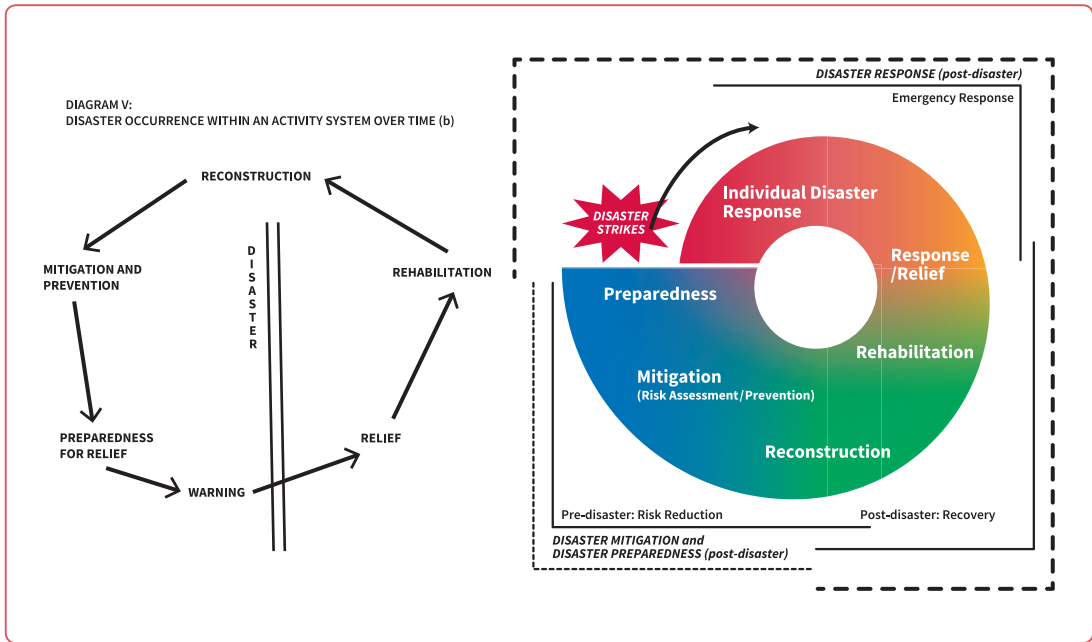 DIAGRAM V:
DISASTER OCCURRENCE WITHIN AN ACTIVITY SYSTEM OVER TIME (b)
RECONSTRUCTION
MITIGATION AND
PREVENTION
DISASTER
REHABILITATION
PREPAREDNESS
FOR RELIEF
RELIEF
WARNING
DISASTER RESPONSE (post-disaster)
Emergency Response
DISASTER
STRIKES
Individual Disaster
Response
Response
/Relief
Preparedness
Rehabilitation
Mitigation
(Risk Assessment/Prevention)
Reconstruction
Pre-disaster: Risk Reduction
Post-disaster: Recovery
DISASTER MITIGATION and
DISASTER PREPAREDNESS (post-disaster)